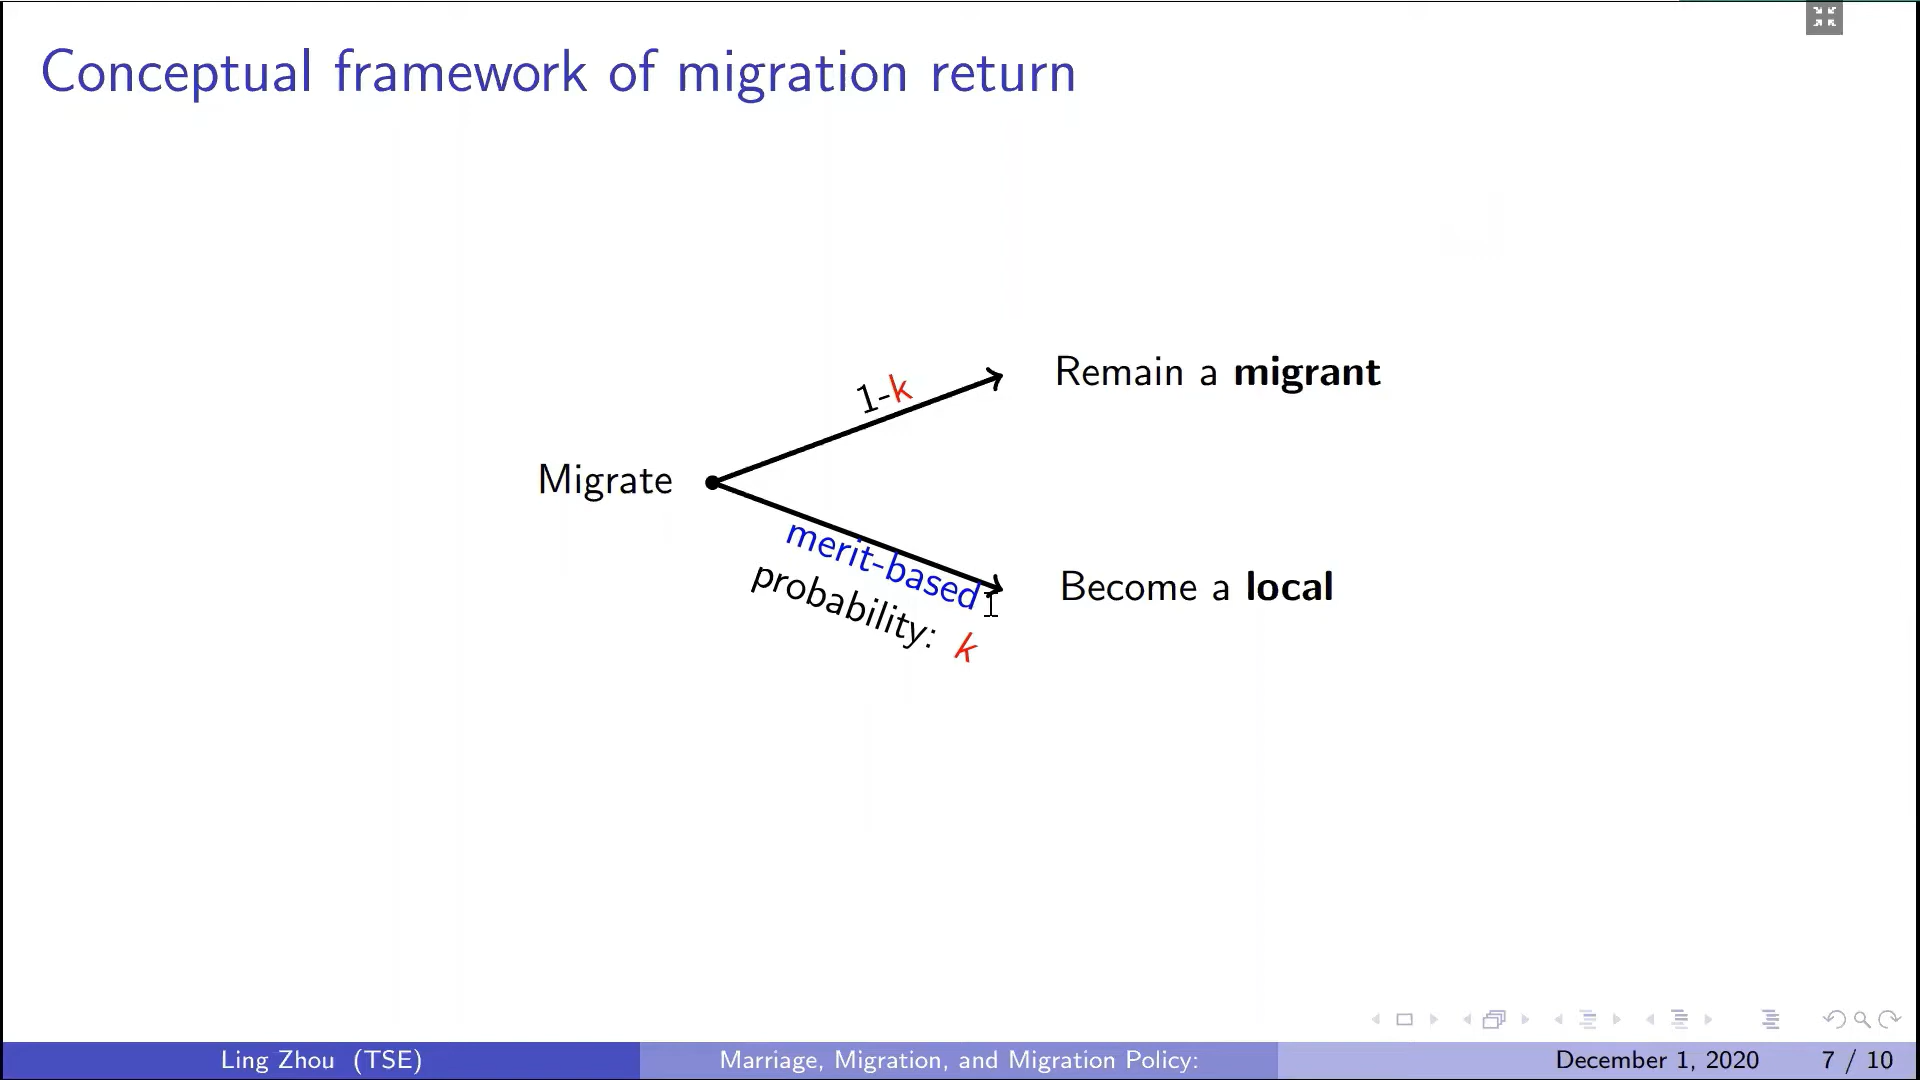 Conceptual framework of migration return
1-k
Remain a migrant
Migrate
merit-based
probability: k
Become a local
Ling Zhou (TSE)
Marriage, Migration, and Migration Policy:
December 1, 2020
7 / 10